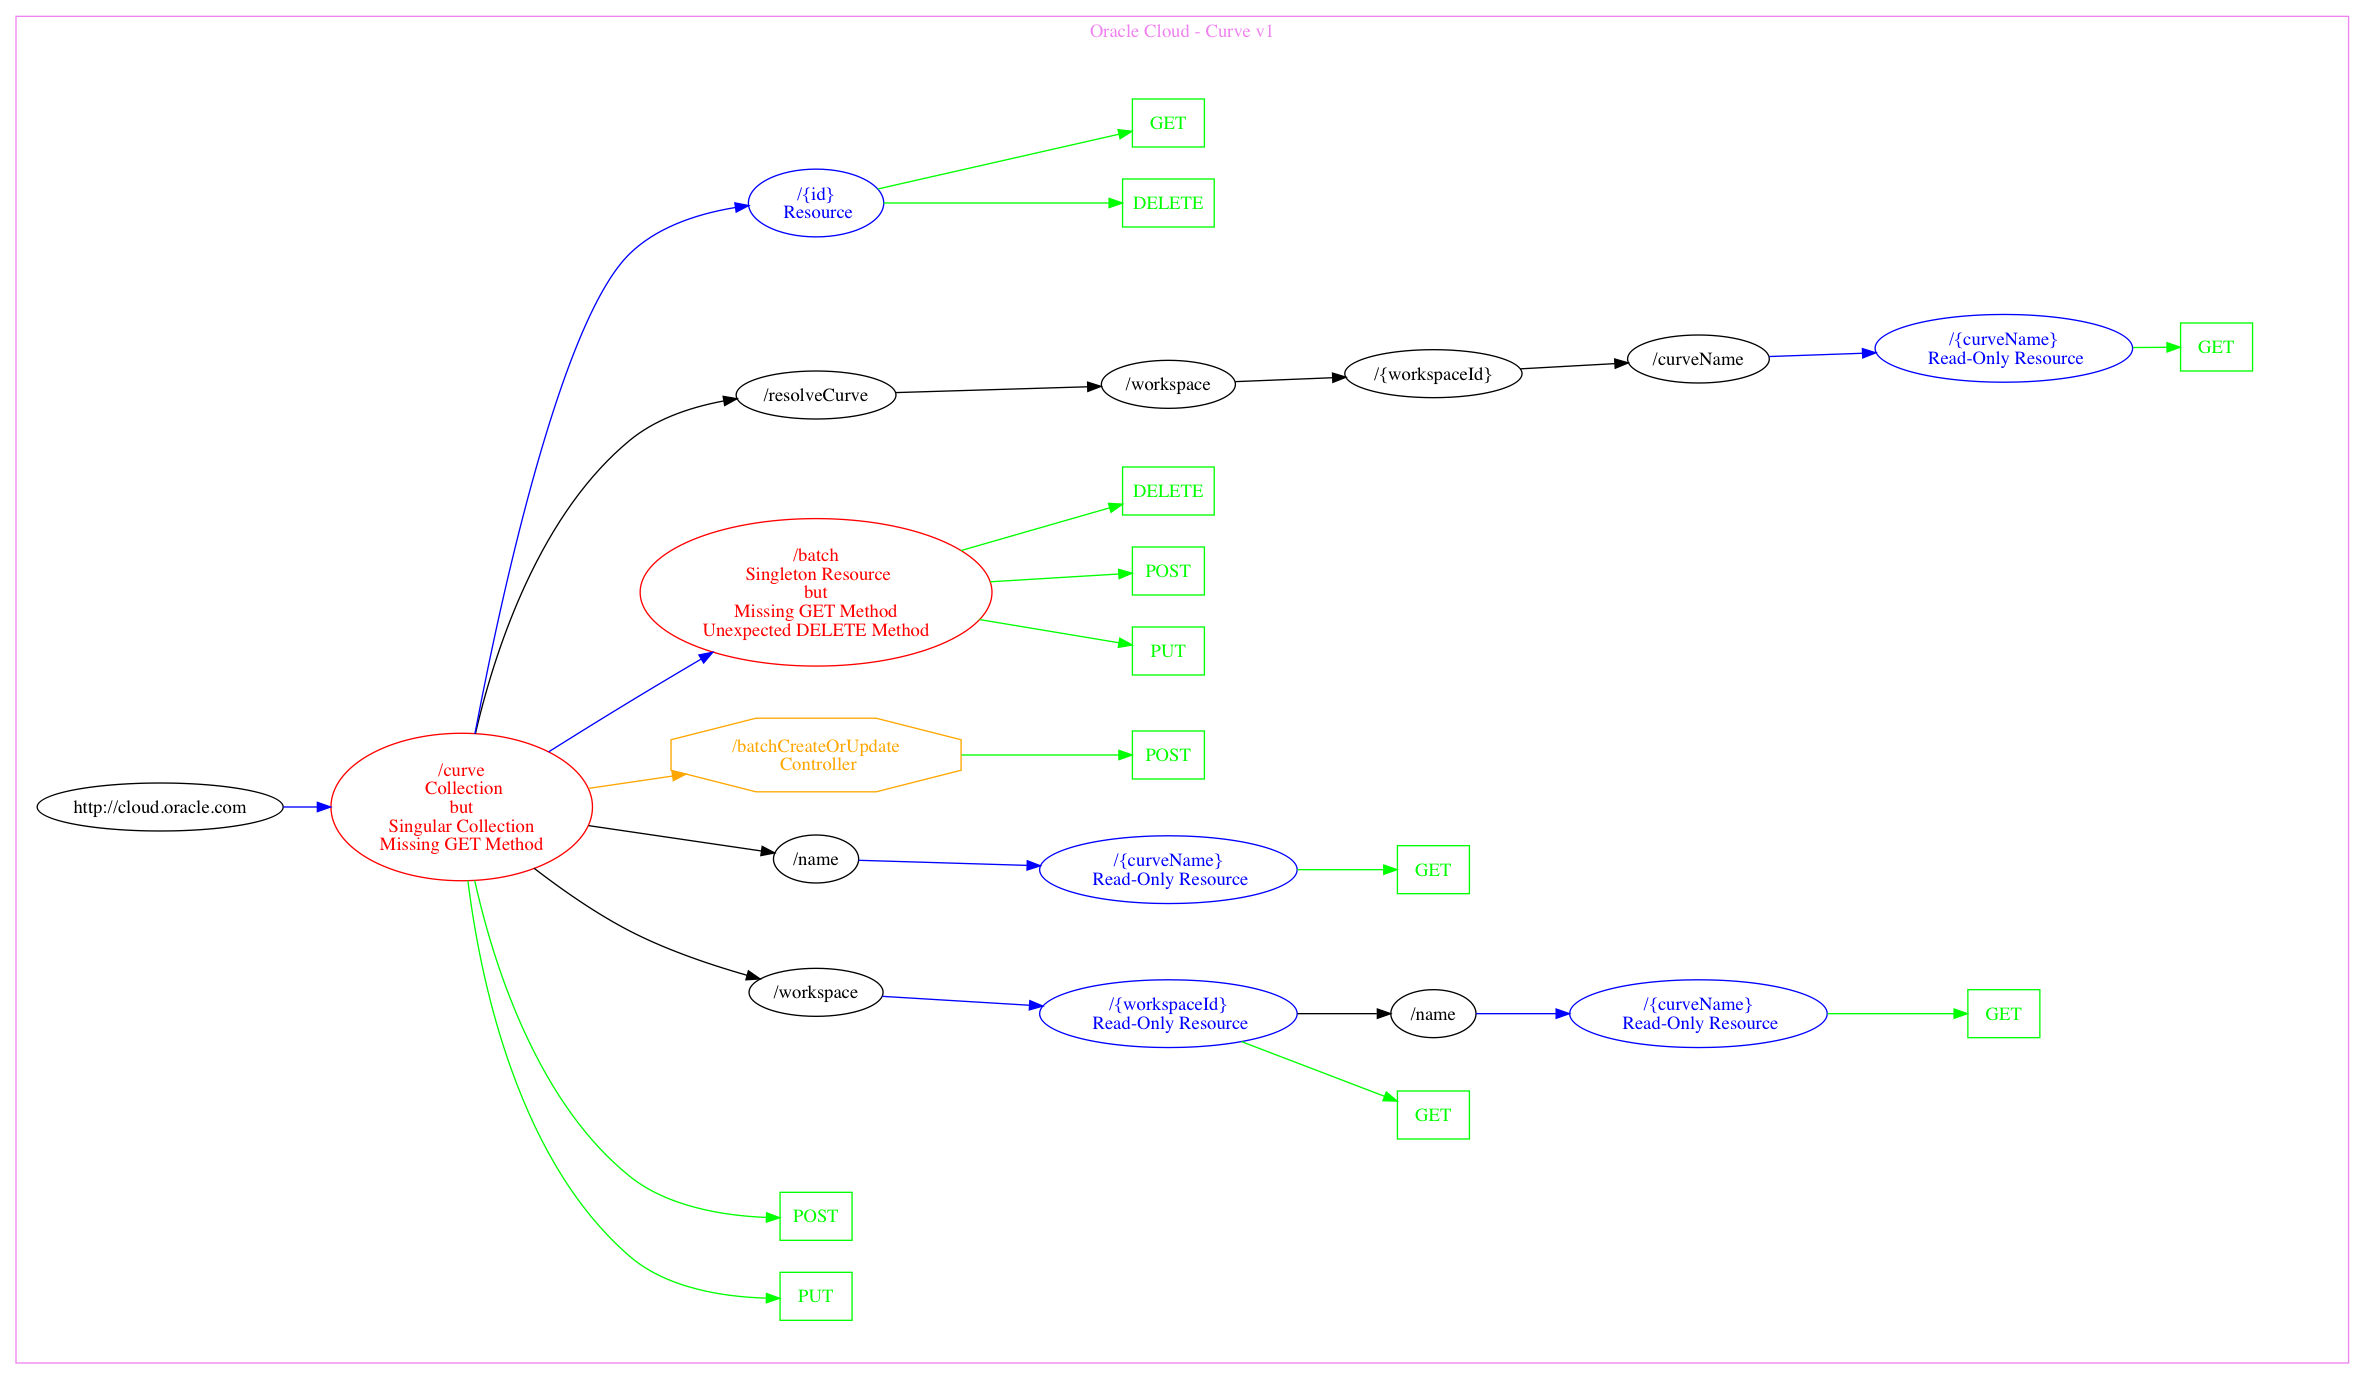 Oracle Cloud - Curve v1
GET
/{id}
Resource
DELETE
/{curveName}
Read-Only Resource
GET
/curveName
/{workspaceId}
/workspace
/resolveCurve
DELETE
/batch
Singleton Resource
but
Missing GET Method
Unexpected DELETE Method
POST
PUT
/batchCreateOrUpdate
Controller
POST
http://cloud.oracle.com
/curve
Collection
but
Singular Collection
Missing GET Method
/name
/{curveName}
Read-Only Resource
GET
/workspace
/{workspaceId}
Read-Only Resource
/name
/{curveName}
Read-Only Resource
GET
GET
POST
PUT